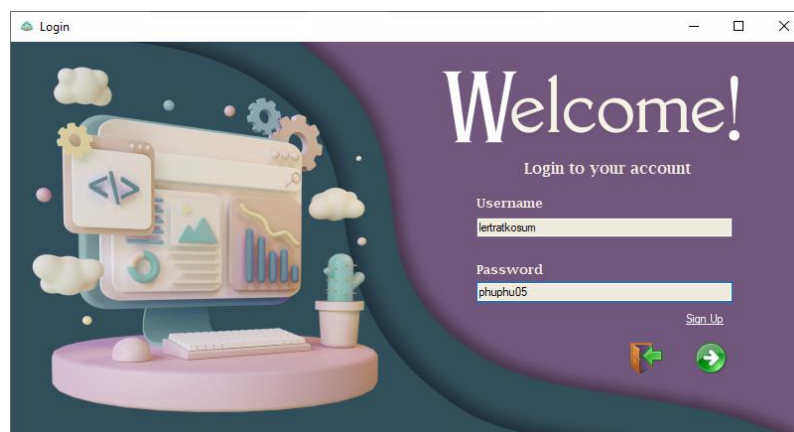 Login
Welcome!
Login to your account
Username
lertratkosum
Password
phuphu05
Sign Up